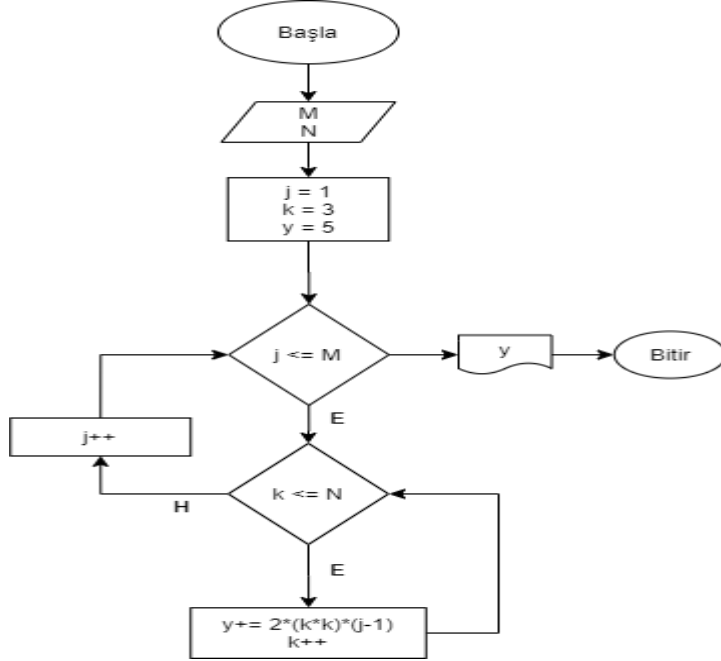 Başla
M
N
j = 1
k = 3
y = 5
j <= M
y
Bitir
E
j++
k <= N
H
E
y+= 2*(k*k)*(j-1)
k++